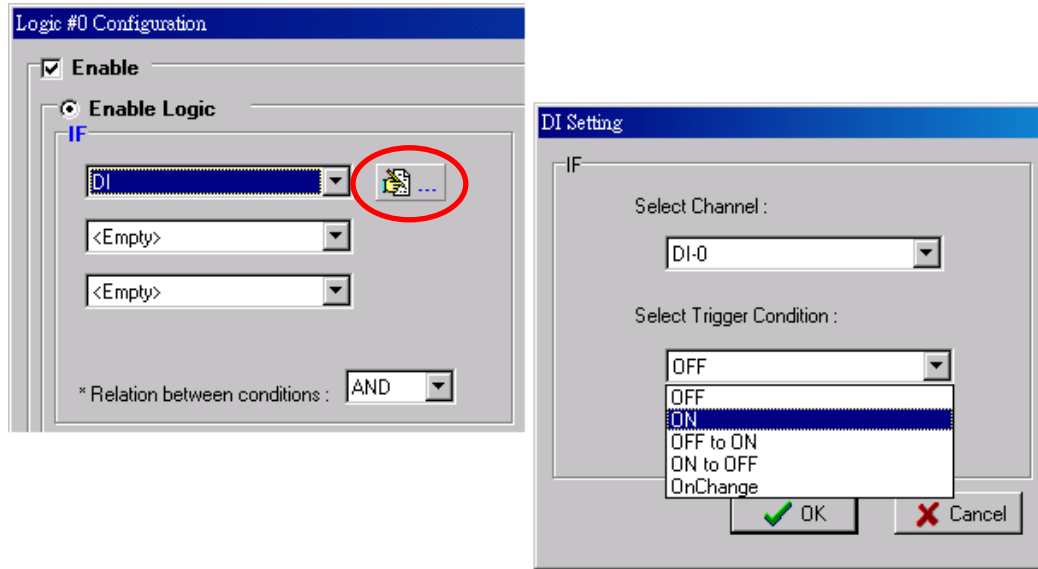 Logic #0 Configuration
Enable
Enable Logic
IF
DI
...
<Empty>
<Empty>
* Relation between conditions :
AND
DI Setting
IF
Select Channel :
DI-0
Select Trigger Condition :
OFF
OFF
ON
OFF to ON
ON to OFF
OnChange
OK
Cancel